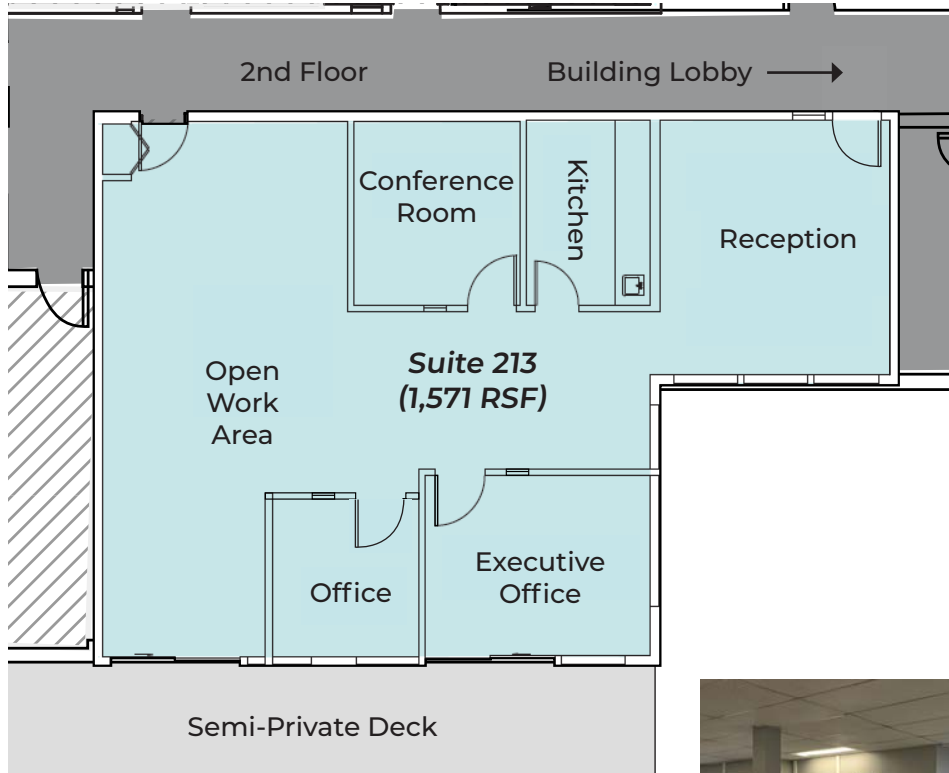 2nd Floor
Building Lobby
Conference
Room
Kitchen
Reception
Suite 213
(1,571 RSF)
Open
Work
Area
Executive
Office
Office
Semi-Private Deck